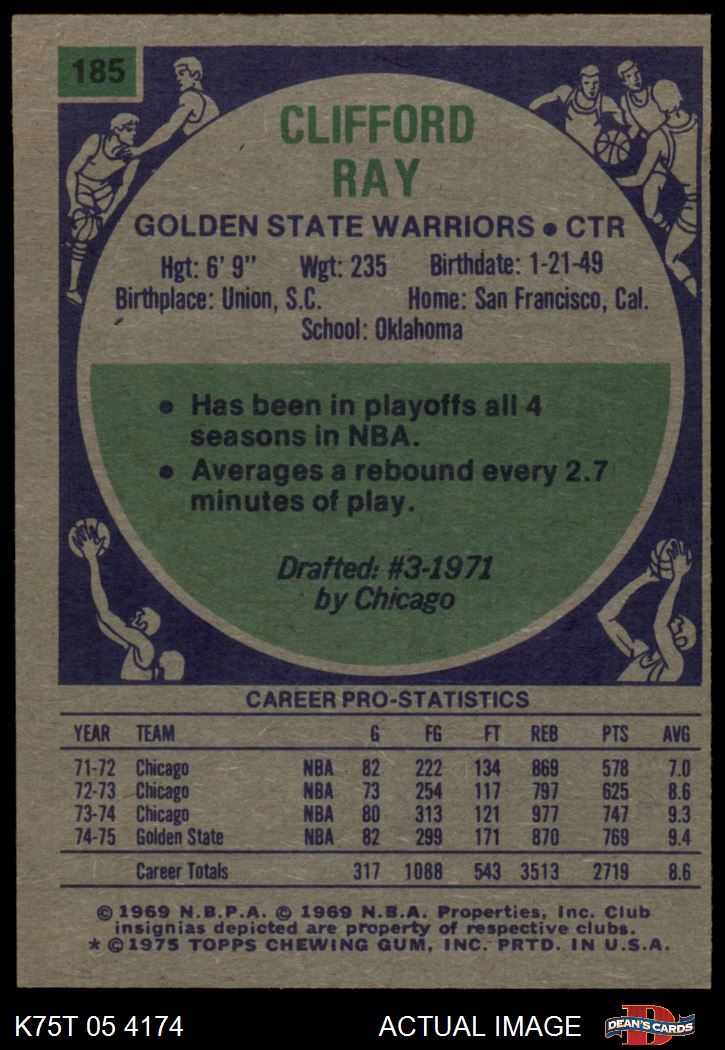 185
CLIFFORD
RAY
GOLDEN STATE WARRIORS • CTR
Hgt: 6' 9" Wgt: 235 Birthdate: 1-21-49
Birthplace: Union, S.C. Home: San Francisco, Cal.
School: Oklahoma
• Has been in playoffs all 4
seasons in NBA.
• Averages a rebound every 2.7
minutes of play.
Drafted: #3-1971
by Chicago
CAREER PRO-STATISTICS
YEAR TEAM G FG FT REB PTS AVG
71-72 Chicago NBA 82 222 134 869 578 7.0
72-73 Chicago NBA 73 254 117 797 625 8.6
73-74 Chicago NBA 80 313 121 977 747 9.3
74-75 Golden State NBA 82 299 171 870 769 9.4
Career Totals 317 1088 543 3513 2719 8.6
© 1969 N.B.P.A. © 1969 N.B.A. Properties, Inc. Club
insignias depicted are property of respective clubs.
* © 1975 TOPPS CHEWING GUM, INC. PRTD. IN U.S.A.
K75T 05 4174 ACTUAL IMAGE
D
DEAN'S CARDS